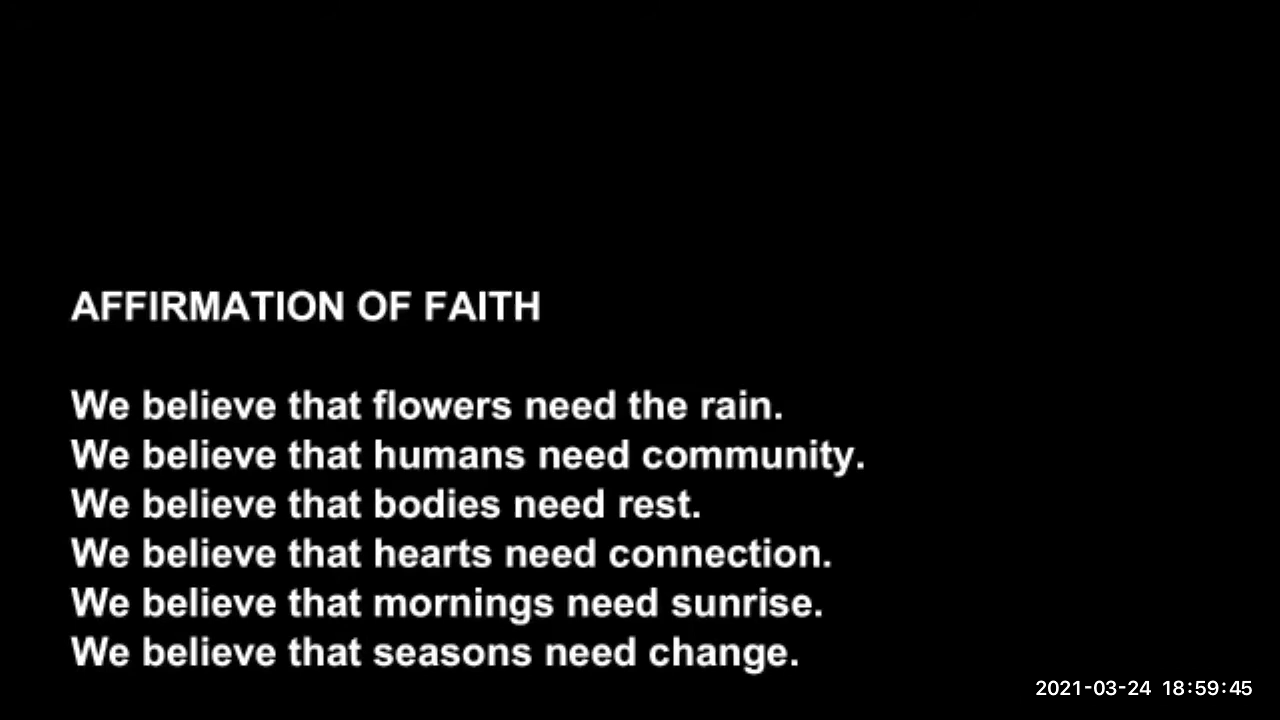 AFFIRMATION OF FAITH
We believe that flowers need the rain.
We believe that humans need community.
We believe that bodies need rest.
We believe that hearts need connection.
We believe that mornings need sunrise.
We believe that seasons need change.
2021-03-24 18:59:45